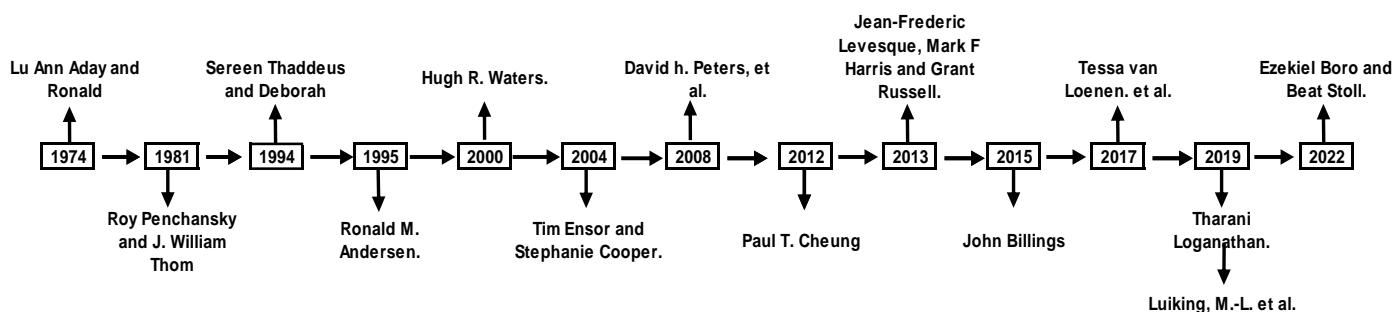 Lu Ann Aday and
Ronald
Sereen Thaddeus
and Deborah
Hugh R. Waters.
David h. Peters, et
al.
Jean-Frederic
Levesque, Mark F
Harris and Grant
Russell.
Tessa van
Loenen. et al.
Ezekiel Boro and
Beat Stoll.
1974
1981
1994
1995
2000
2004
2008
2012
2013
2015
2017
2019
2022
Roy Penchansky
and J. William
Thom
Ronald M.
Andersen.
Tim Ensor and
Stephanie Cooper.
Paul T. Cheung
John Billings
Tharani
Loganathan.
Luiking, M.-L. et al.